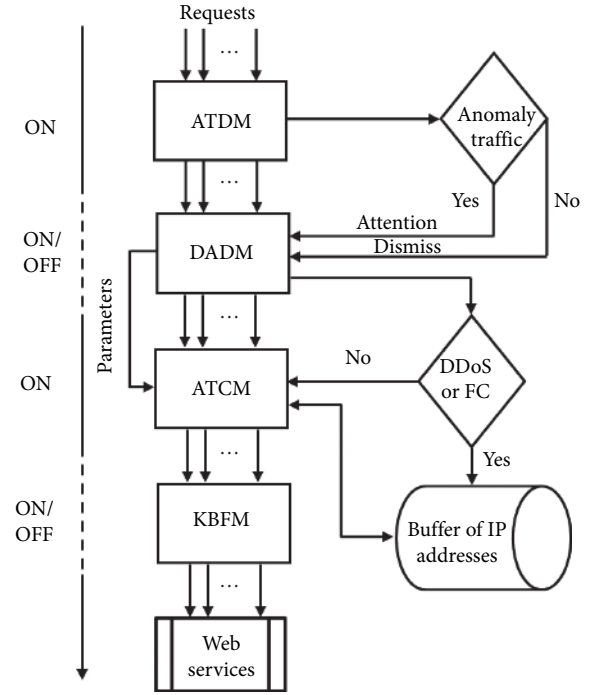 Requests
...
ON
ATDM
Anomaly
traffic
...
Yes
No
Attention
ON/
OFF
DADM
Dismiss
Parameters
...
ON
ATCM
No
DDoS
or FC
...
Yes
ON/
OFF
KBFM
Buffer of IP
addresses
...
Web
services